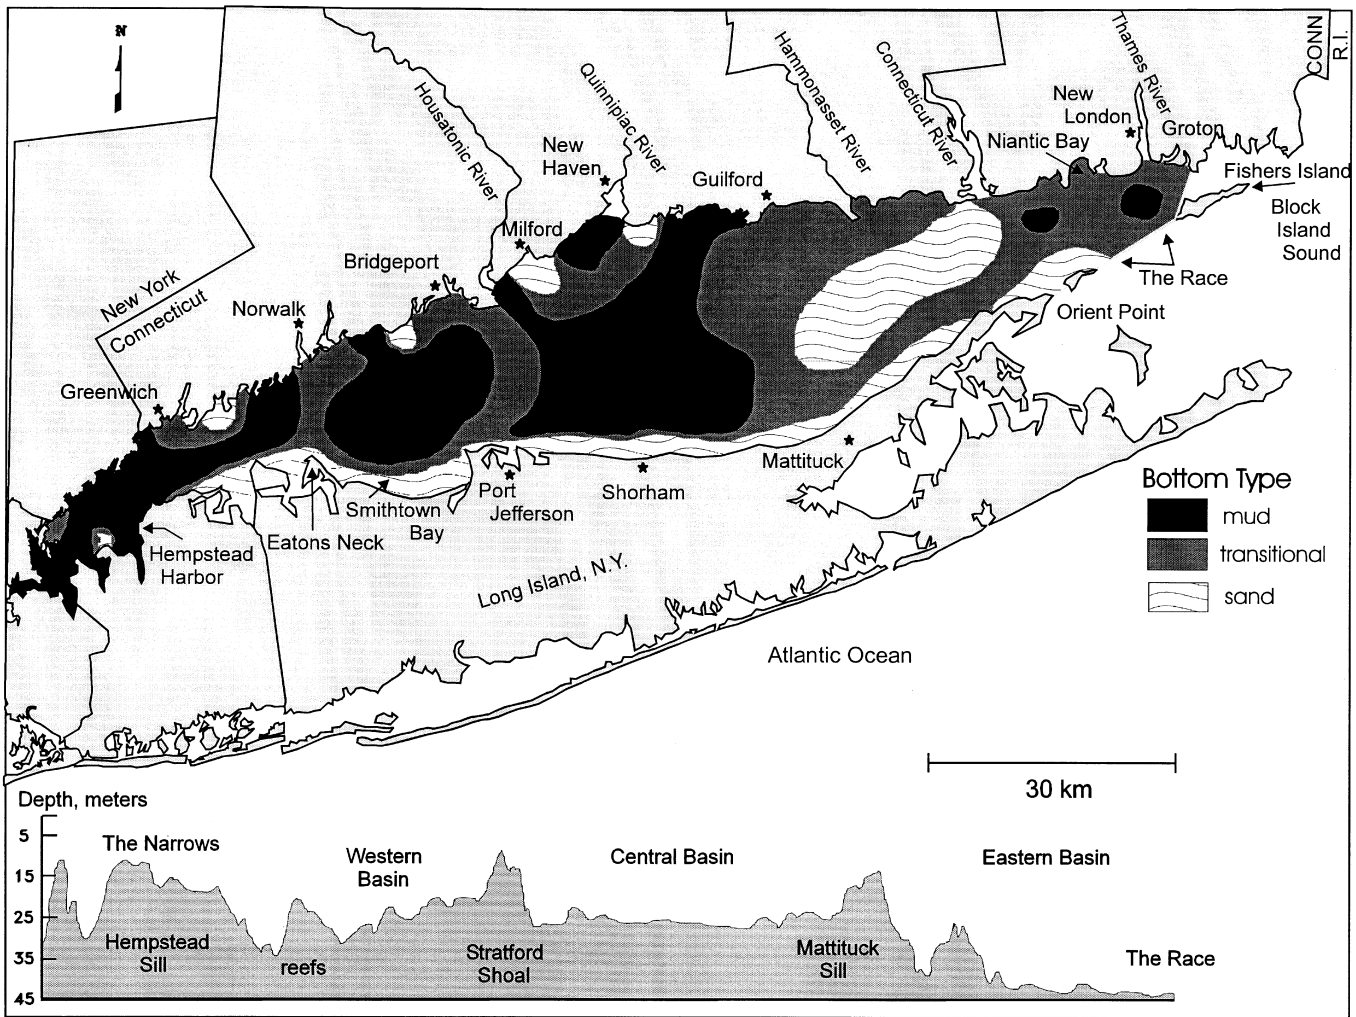 N
CONN
R.I.
Thames River
Connecticut River
Hammonasset River
Quinnipiac River
Housatonic River
New
London
Groton
Niantic Bay
New
Haven
Guilford
Fishers Island
Block
Island
Sound
Milford
Bridgeport
The Race
New York
Connecticut
Norwalk
Orient Point
Greenwich
Mattituck
Shorham
Port
Jefferson
Smithtown
Bay
Eatons Neck
Hempstead
Harbor
Long Island, N.Y.
Atlantic Ocean
Bottom Type
mud
transitional
sand
30 km
Depth, meters
5
15
25
35
45
The Narrows
Western
Basin
Central Basin
Eastern Basin
Hempstead
Sill
reefs
Stratford
Shoal
Mattituck
Sill
The Race